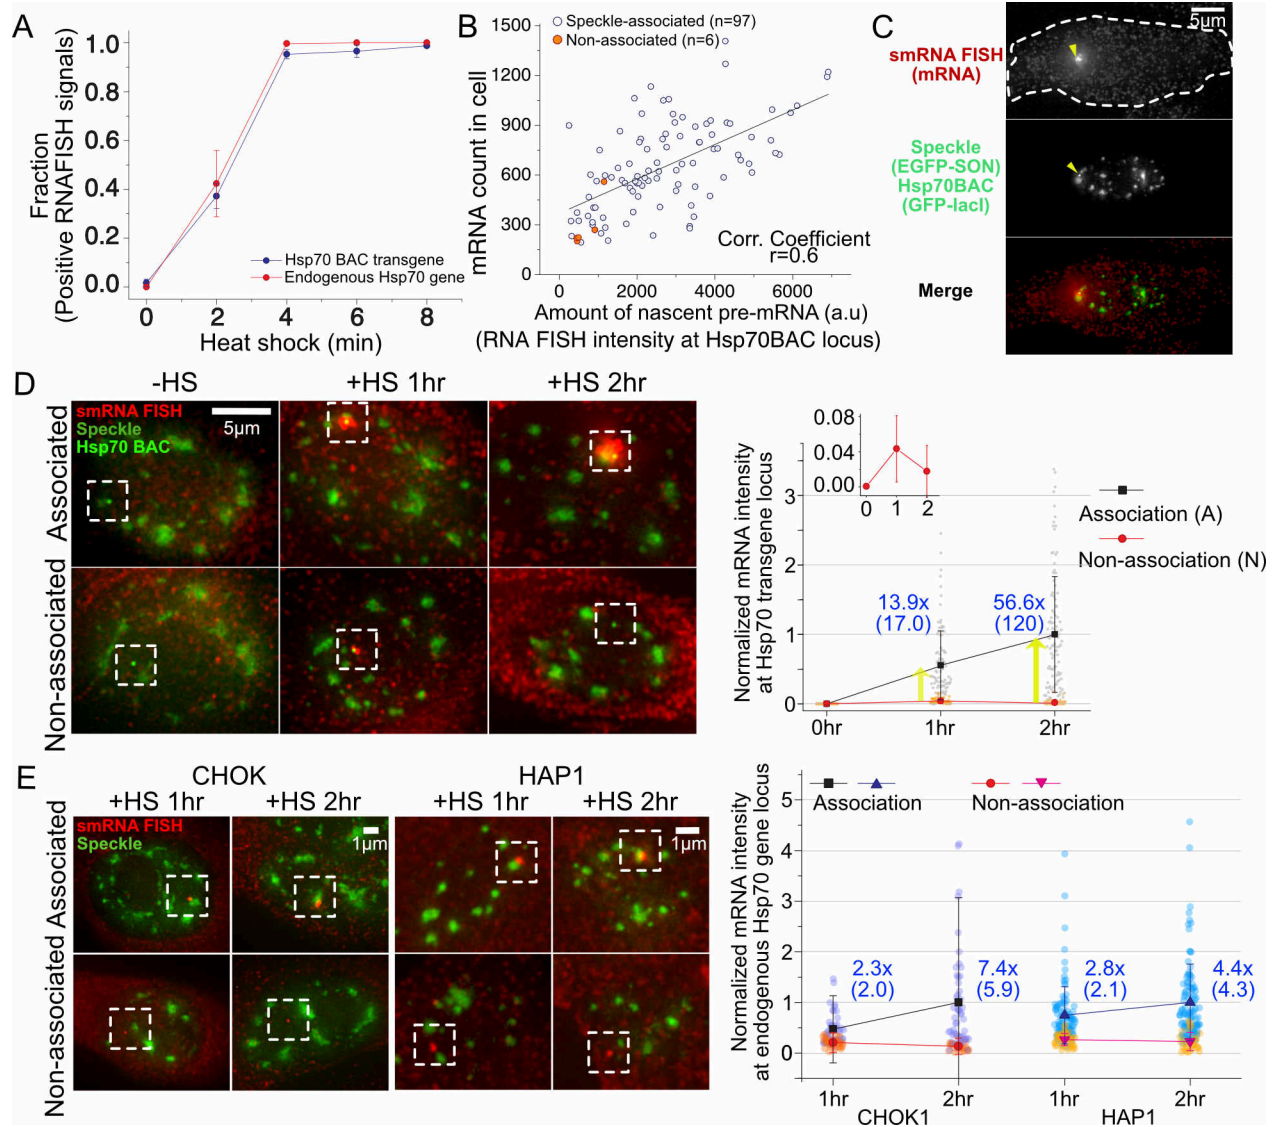 A
Fraction
(Positive RNAFISH signals)
1.0
0.8
0.6
0.4
0.2
0.0
Hsp70 BAC transgene
Endogenous Hsp70 gene
0 2 4 6 8
Heat shock (min)
B
mRNA count in cell
1500
1200
900
600
300
0
Speckle-associated (n=97)
Non-associated (n=6)
Corr. Coefficient
r=0.6
0 2000 4000 6000
Amount of nascent pre-mRNA (a.u)
(RNA FISH intensity at Hsp70BAC locus)
C
5µm
smRNA FISH
(mRNA)
Speckle
(EGFP-SON)
Hsp70BAC
(GFP-lacI)
Merge
D
-HS
+HS 1hr
+HS 2hr
Associated
Non-associated
smRNA FISH
Speckle
Hsp70 BAC
5µm
Normalized mRNA intensity
at Hsp70 transgene locus
3
2
1
0
0.08
0.04
0.00
0 1 2
13.9x
(17.0)
56.6x
(120)
0hr 1hr 2hr
Association (A)
Non-association (N)
E
CHOK
HAP1
+HS 1hr
+HS 2hr
+HS 1hr
+HS 2hr
Associated
Non-associated
smRNA FISH
Speckle
1µm
1µm
Normalized mRNA intensity
at endogenous Hsp70 gene locus
5
4
3
2
1
0
Association
Non-association
2.3x
(2.0)
7.4x
(5.9)
2.8x
(2.1)
4.4x
(4.3)
1hr 2hr 1hr 2hr
CHOK1 HAP1